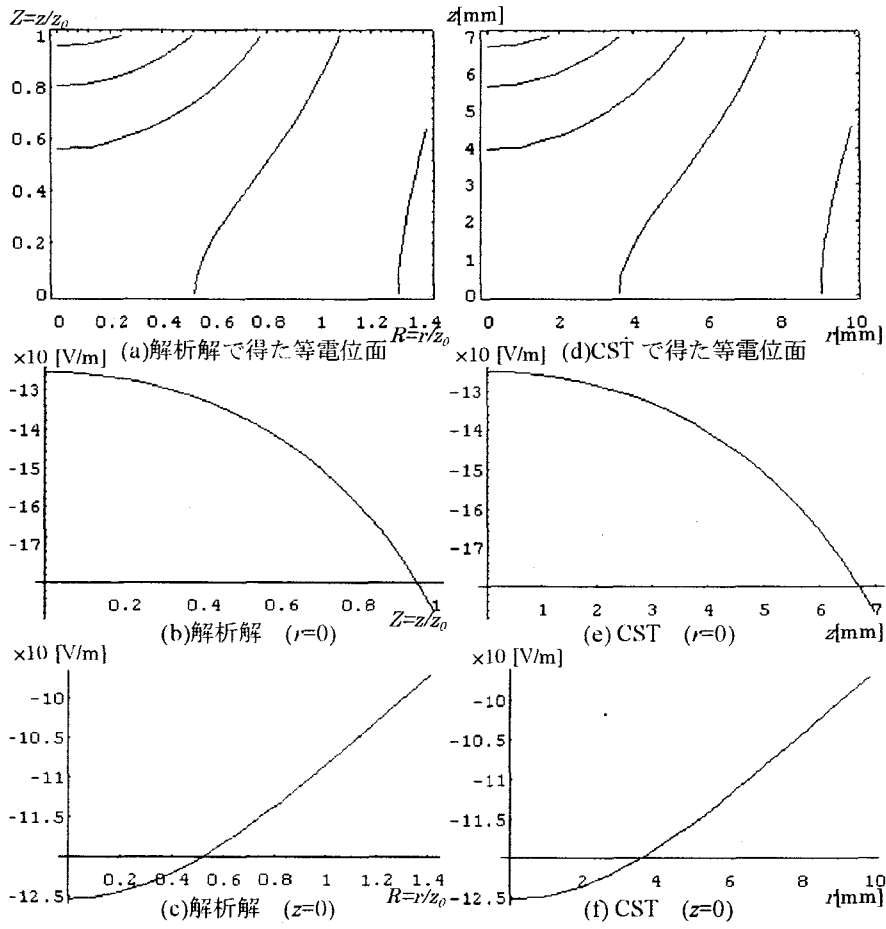 Z=z/z₀
1
0.8
0.6
0.4
0.2
0
0 0.2 0.4 0.6 0.8 1 1.2 1.4
R=r/z₀
(a)解析解で得た等電位面
z[mm]
7
6
5
4
3
2
1
0
0 2 4 6 8 10
r[mm]
(d)CST で得た等電位面
×10 [V/m]
-13
-14
-15
-16
-17
0.2 0.4 0.6 0.8 1
Z=z/z₀
(b)解析解 (r=0)
×10 [V/m]
-13
-14
-15
-16
-17
0 1 2 3 4 5 6 7
z[mm]
(e) CST (r=0)
×10 [V/m]
-10
-10.5
-11
-11.5
-12.5
0.2 0.4 0.6 0.8 1 1.2 1.4
R=r/z₀
(c)解析解 (z=0)
×10 [V/m]
-10
-10.5
-11
-11.5
-12.5
2 4 6 8 10
r[mm]
(f) CST (z=0)